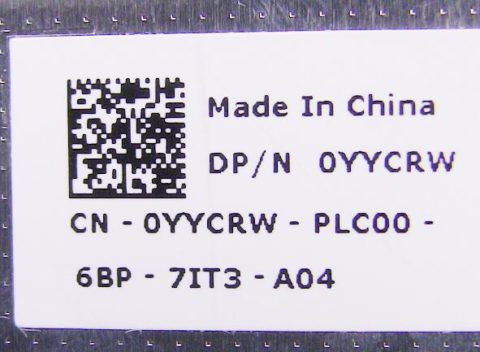 Made In China
DP/N 0YYCRW
CN - 0YYCRW - PLC00 -
6BP - 7IT3 - A04